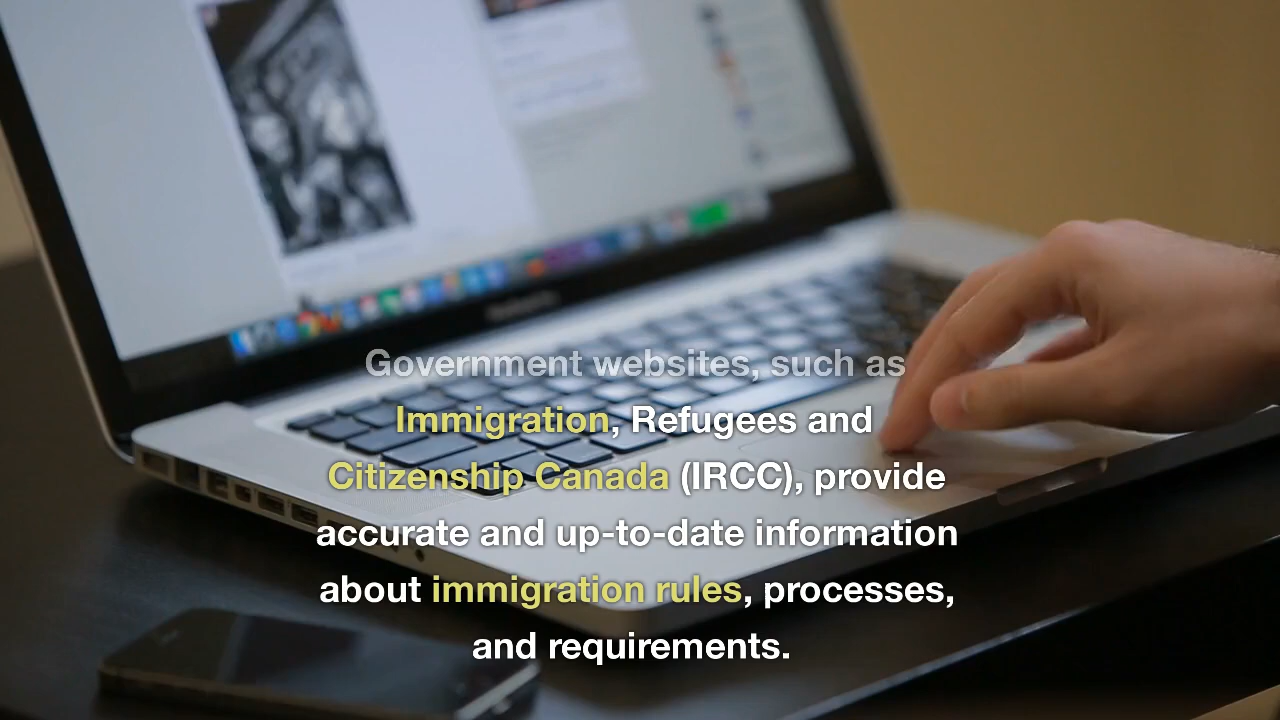 Government websites, such as
Immigration, Refugees and
Citizenship Canada (IRCC), provide
accurate and up-to-date information
about immigration rules, processes,
and requirements.